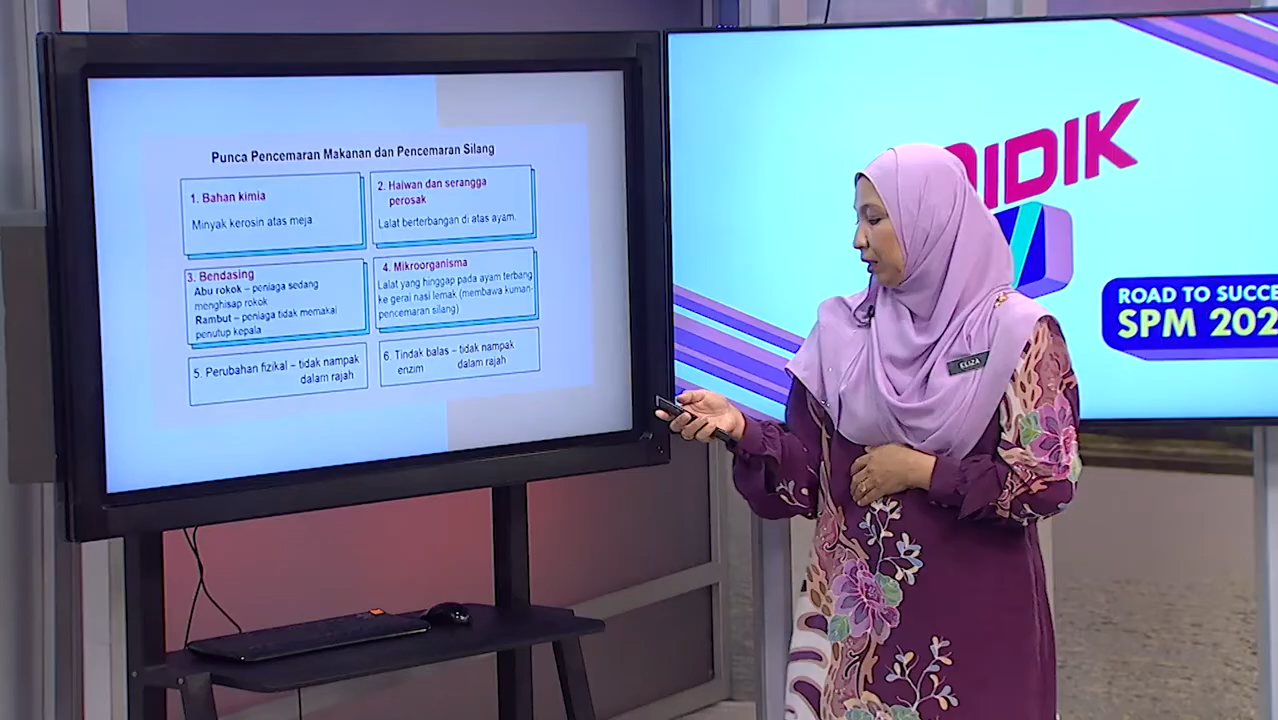 Punca Pencemaran Makanan dan Pencemaran Silang
1. Bahan kimia
Minyak kerosin atas meja
2. Haiwan dan serangga
perosak
Lalat berterbangan di atas ayam.
3. Bendasing
Abu rokok – peniaga sedang
menghisap rokok
Rambut – peniaga tidak memakai
penutup kepala
4. Mikroorganisma
Lalat yang hinggap pada ayam terbang
ke gerai nasi lemak (membawa kuman-
pencemaran silang)
5. Perubahan fizikal – tidak nampak
dalam rajah
6. Tindak balas – tidak nampak
enzim dalam rajah
DIDIK
ROAD TO SUCCE
SPM 202
ELIZA